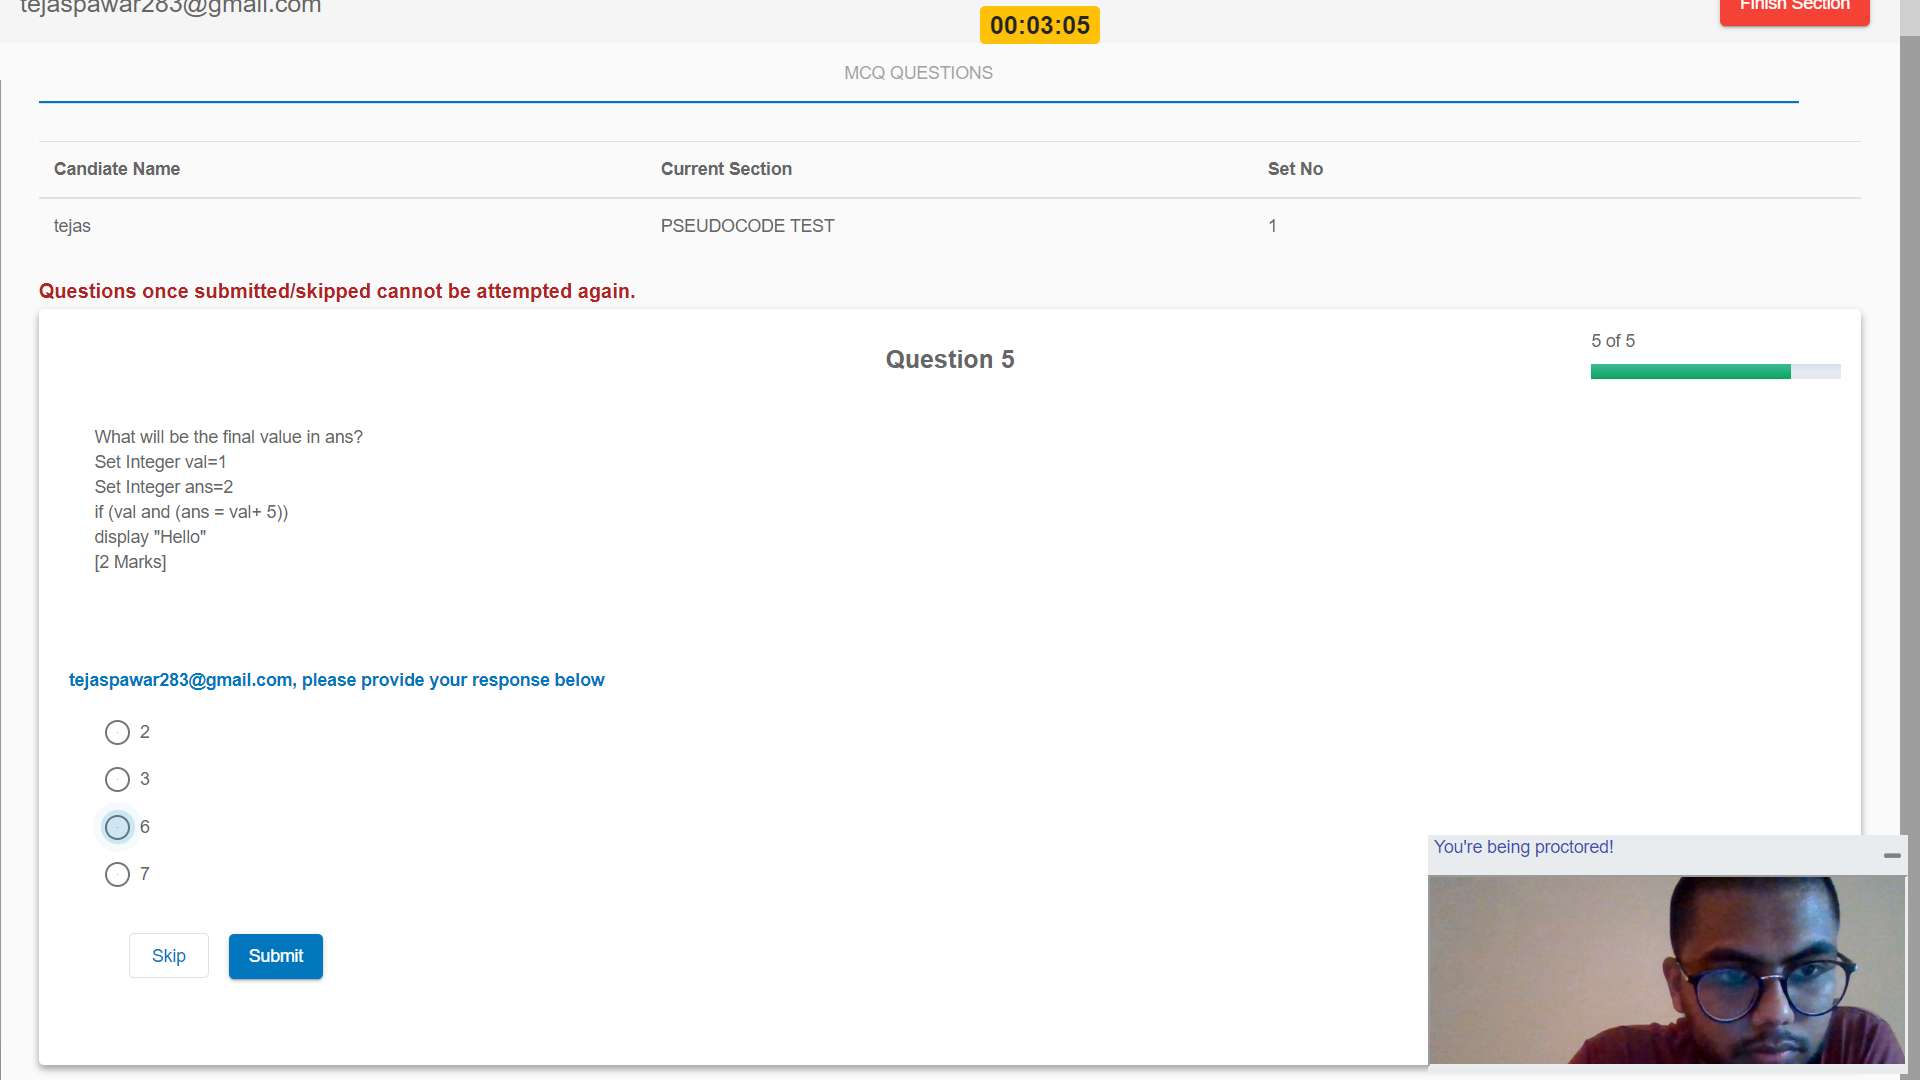 tejaspawar283@gmail.com
Finish Section
00:03:05
MCQ QUESTIONS
Candiate Name Current Section Set No
tejas PSEUDOCODE TEST 1
Questions once submitted/skipped cannot be attempted again.
5 of 5
Question 5
What will be the final value in ans?
Set Integer val=1
Set Integer ans=2
if (val and (ans = val+ 5))
display "Hello"
[2 Marks]
tejaspawar283@gmail.com, please provide your response below
2
3
6
7
Skip Submit
You're being proctored!